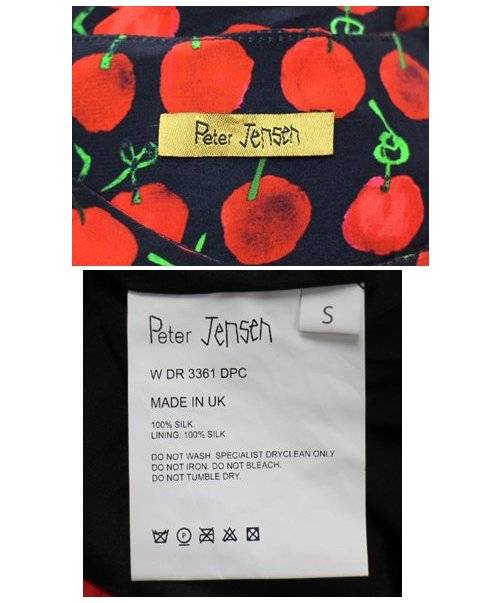 Peter Jensen
S
Peter Jensen
W DR 3361 DPC
MADE IN UK
100% SILK.
LINING: 100% SILK
DO NOT WASH. SPECIALIST DRYCLEAN ONLY.
DO NOT IRON. DO NOT BLEACH.
DO NOT TUMBLE DRY.
P